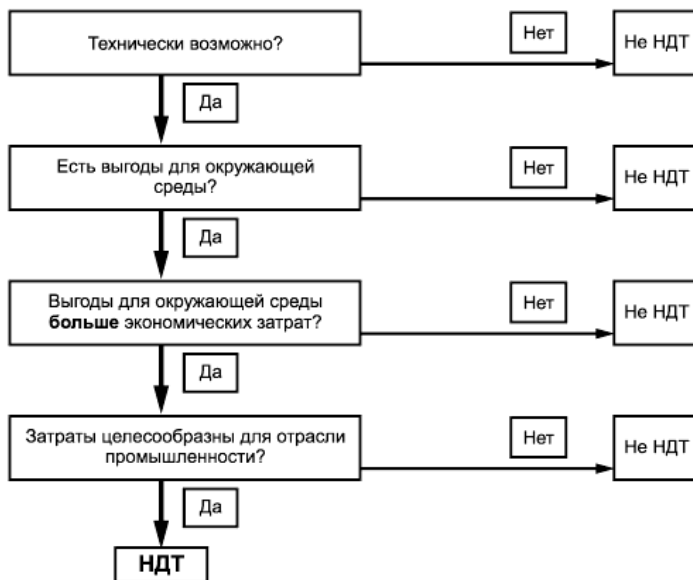 Технически возможно?
Нет
Не НДТ
Да
Есть выгоды для окружающей
среды?
Нет
Не НДТ
Да
Выгоды для окружающей среды
больше экономических затрат?
Нет
Не НДТ
Да
Затраты целесообразны для отрасли
промышленности?
Нет
Не НДТ
Да
НДТ